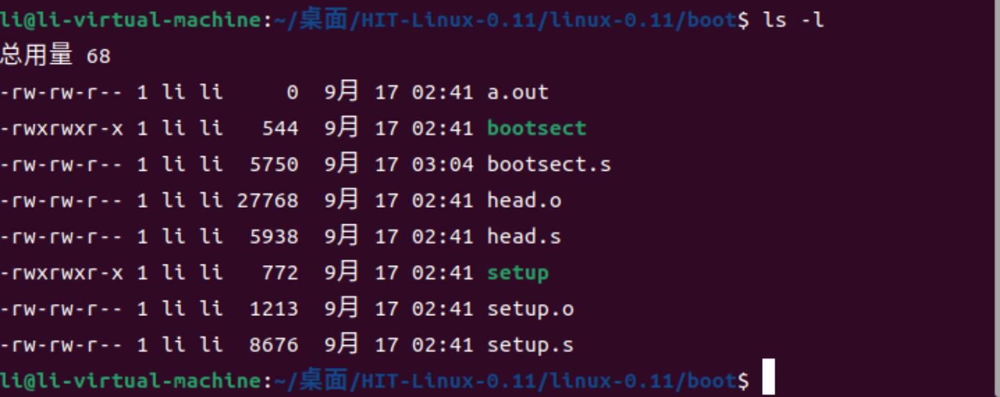 li@li-virtual-machine:~/桌面/HIT-Linux-0.11/linux-0.11/boot$ ls -l
总用量 68
-rw-rw-r-- 1 li li     0  9月 17 02:41 a.out
-rwxrwxr-x 1 li li   544  9月 17 02:41 bootsect
-rw-rw-r-- 1 li li  5750  9月 17 03:04 bootsect.s
-rw-rw-r-- 1 li li 27768  9月 17 02:41 head.o
-rw-rw-r-- 1 li li  5938  9月 17 02:41 head.s
-rwxrwxr-x 1 li li   772  9月 17 02:41 setup
-rw-rw-r-- 1 li li  1213  9月 17 02:41 setup.o
-rw-rw-r-- 1 li li  8676  9月 17 02:41 setup.s
li@li-virtual-machine:~/桌面/HIT-Linux-0.11/linux-0.11/boot$